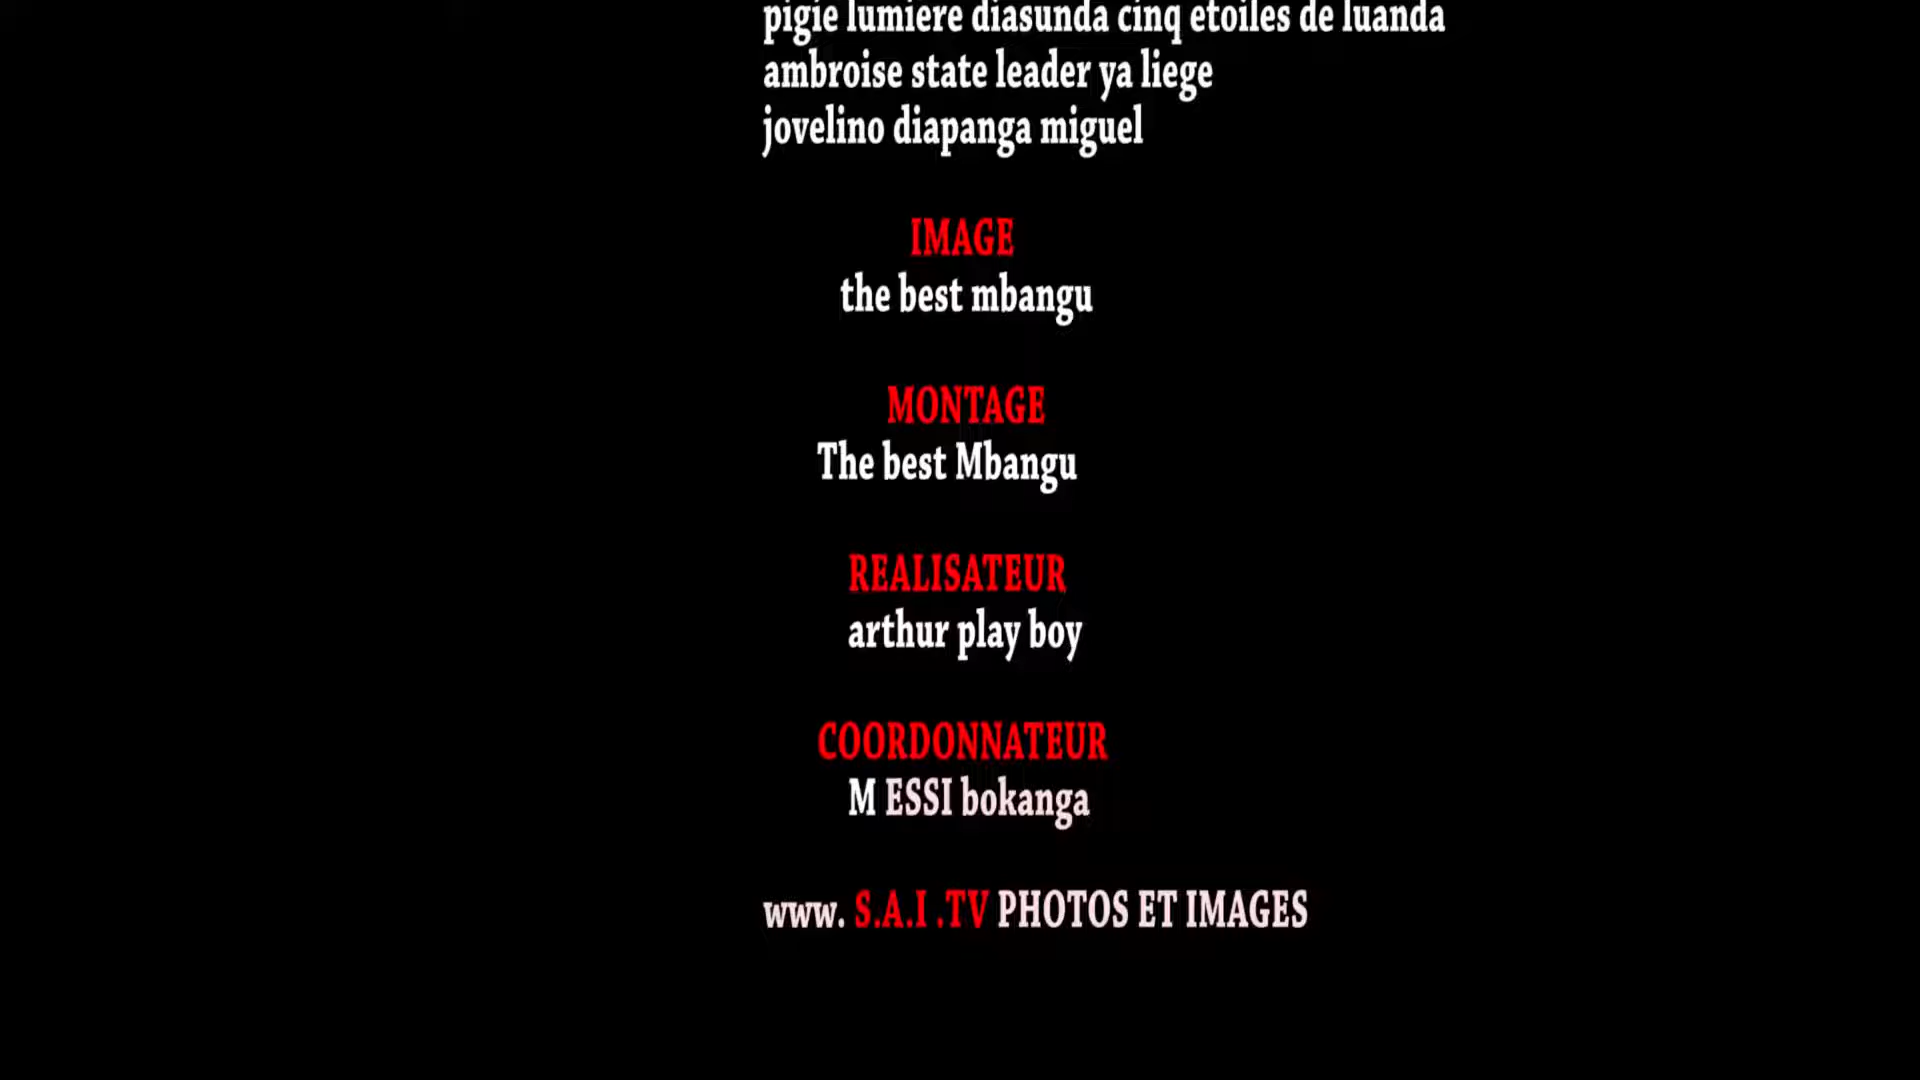 pigie lumiere diasunda cinq etoiles de luanda
ambroise state leader ya liege
jovelino diapanga miguel
IMAGE
the best mbangu
MONTAGE
The best Mbangu
REALISATEUR
arthur play boy
COORDONNATEUR
M ESSI bokanga
www. S.A.I .TV PHOTOS ET IMAGES